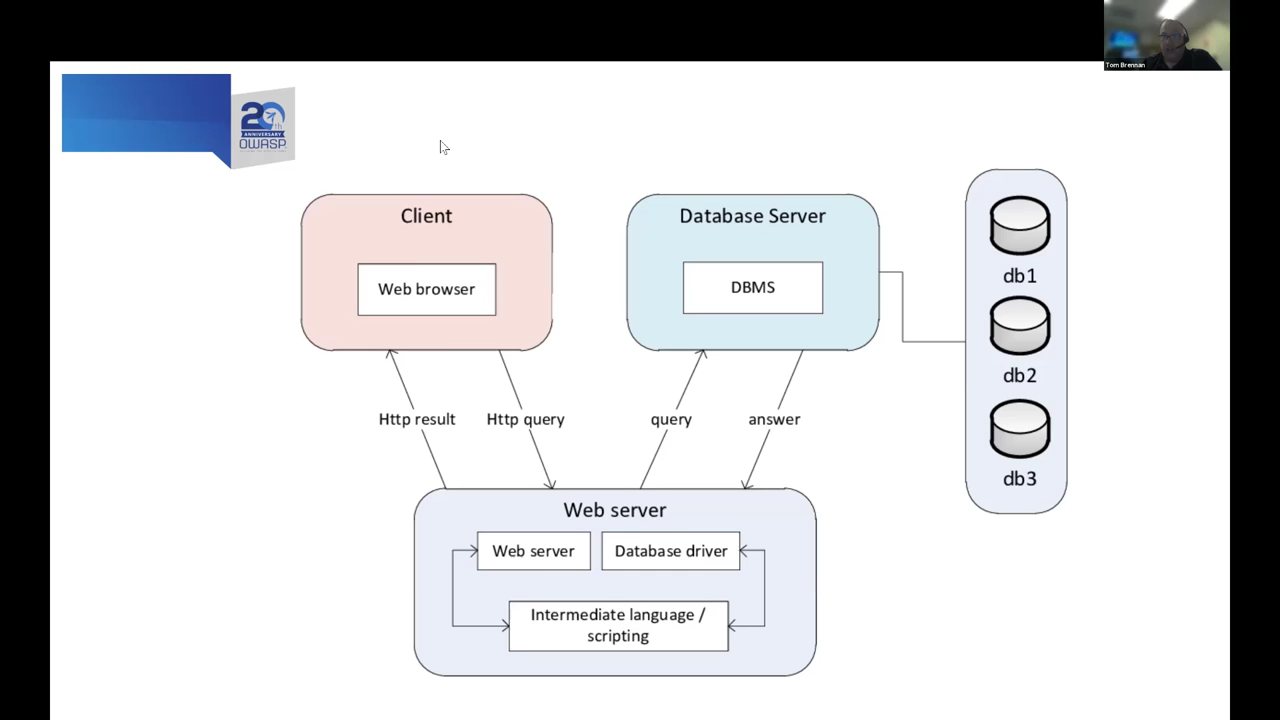 Tom Brennan
20th
ANNIVERSARY
OWASP
Client
Web browser
Database Server
DBMS
db1
db2
db3
Http result
Http query
query
answer
Web server
Web server
Database driver
Intermediate language /
scripting